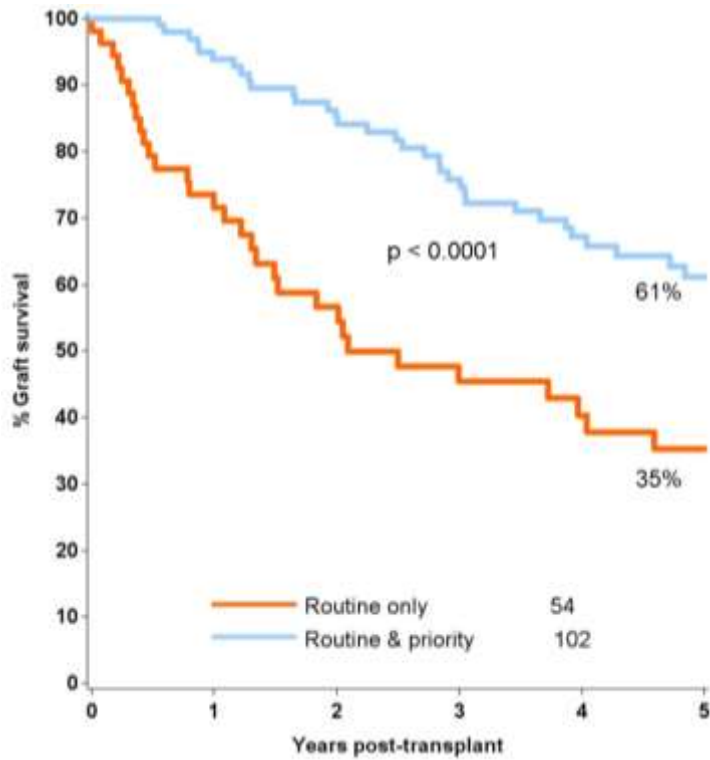 100
90
80
70
60
50
40
30
20
10
0
% Graft survival
p < 0.0001
61%
35%
Routine only 54
Routine & priority 102
0 1 2 3 4 5
Years post-transplant